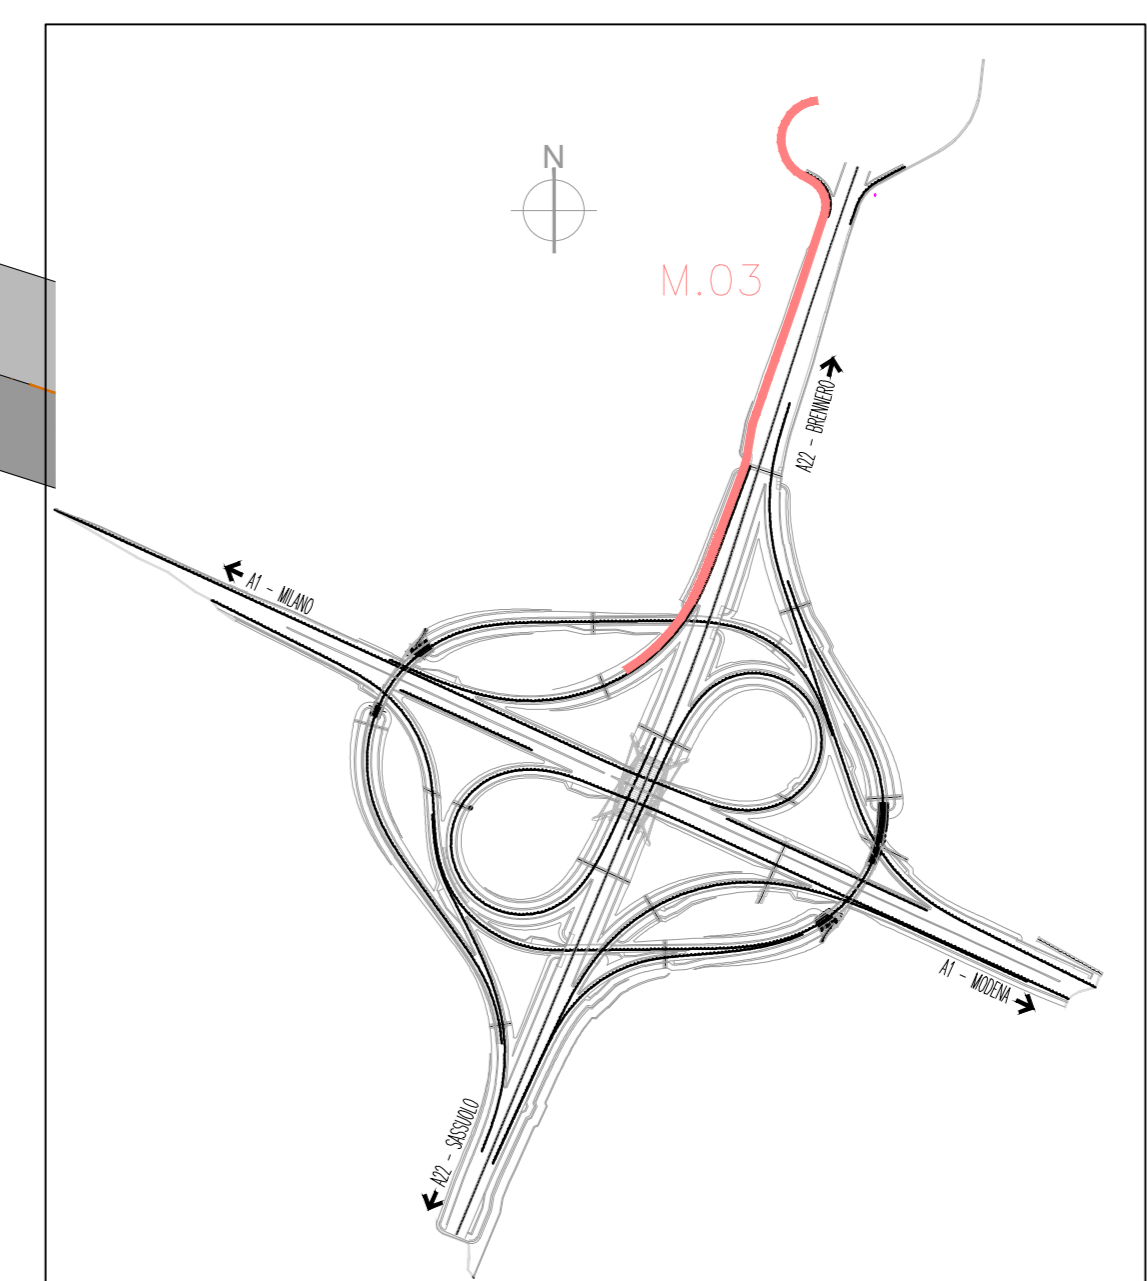 N
M.03
A22 - BRENNERO
A1 - MILANO
A1 - MODENA
A22 - SASSUOLO